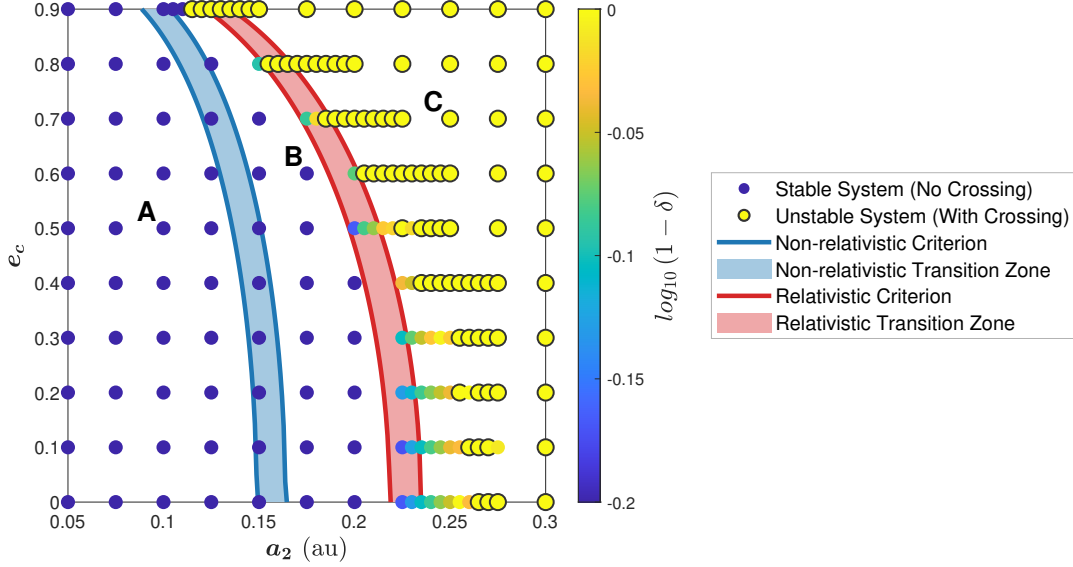 0.9
0.8
0.7
0.6
0.5
0.4
0.3
0.2
0.1
0
e_c
0.05
0.1
0.15
0.2
0.25
0.3
a_2 (au)
A
B
C
0
-0.05
-0.1
-0.15
-0.2
log_10 (1 − δ)
Stable System (No Crossing)
Unstable System (With Crossing)
Non-relativistic Criterion
Non-relativistic Transition Zone
Relativistic Criterion
Relativistic Transition Zone